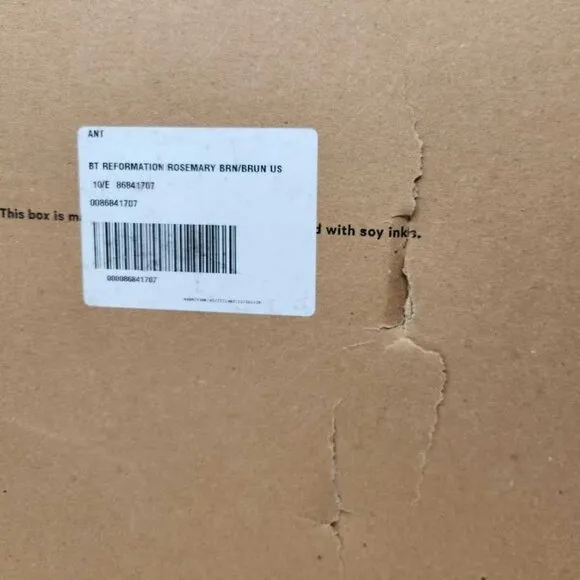 ANT
BT REFORMATION ROSEMARY BRN/BRUN US
10/E 86841707
0086841707
This box is m
d with soy inks.
000086841707